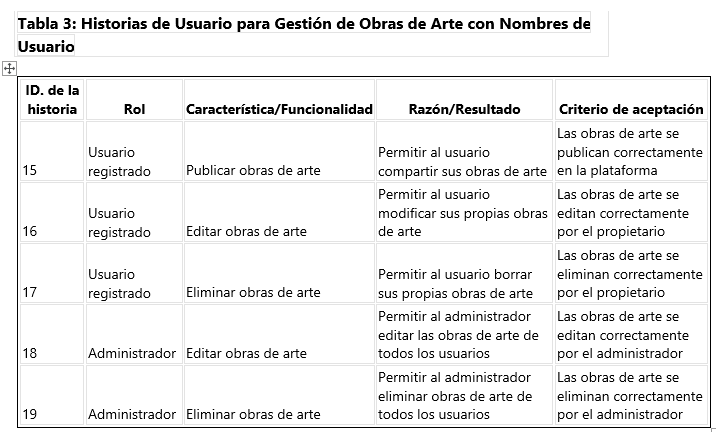 Tabla 3: Historias de Usuario para Gestión de Obras de Arte con Nombres de
Usuario
ID. de la
historia
Rol
Característica/Funcionalidad
Razón/Resultado
Criterio de aceptación
15
Usuario
registrado
Publicar obras de arte
Permitir al usuario
compartir sus obras de arte
Las obras de arte se
publican correctamente
en la plataforma
16
Usuario
registrado
Editar obras de arte
Permitir al usuario
modificar sus propias obras
de arte
Las obras de arte se
editan correctamente
por el propietario
17
Usuario
registrado
Eliminar obras de arte
Permitir al usuario borrar
sus propias obras de arte
Las obras de arte se
eliminan correctamente
por el propietario
18
Administrador
Editar obras de arte
Permitir al administrador
editar las obras de arte de
todos los usuarios
Las obras de arte se
editan correctamente
por el administrador
19
Administrador
Eliminar obras de arte
Permitir al administrador
eliminar obras de arte de
todos los usuarios
Las obras de arte se
eliminan correctamente
por el administrador